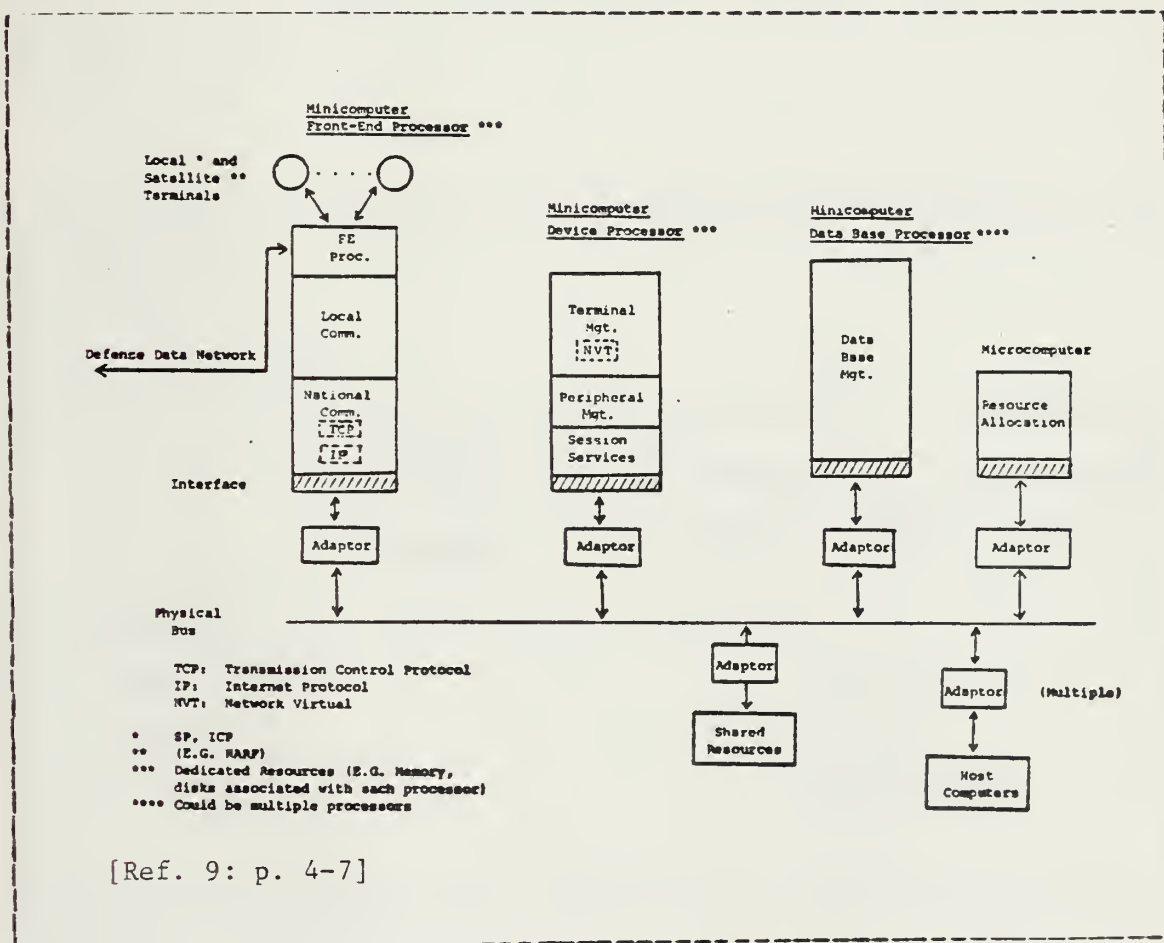 Minicomputer
Front-End Processor ***
Local * and
Satellite **
Terminals
FE
Proc.
Local
Comm.
National
Comm.
TCP
IP
Defence Data Network
Interface
Adaptor
Minicomputer
Device Processor ***
Terminal
Mgt.
NVT
Peripheral
Mgt.
Session
Services
Adaptor
Minicomputer
Data Base Processor ****
Data
Base
Mgt.
Adaptor
Microcomputer
Resource
Allocation
Adaptor
Physical
Bus
Adaptor
Shared
Resources
Adaptor
(Multiple)
Host
Computers
TCP: Transmission Control Protocol
IP: Internet Protocol
NVT: Network Virtual
* SP, ICP
** (E.G. HARF)
*** Dedicated Resources (E.G. Memory,
disks associated with each processor)
**** Could be multiple processors
[Ref. 9: p. 4-7]